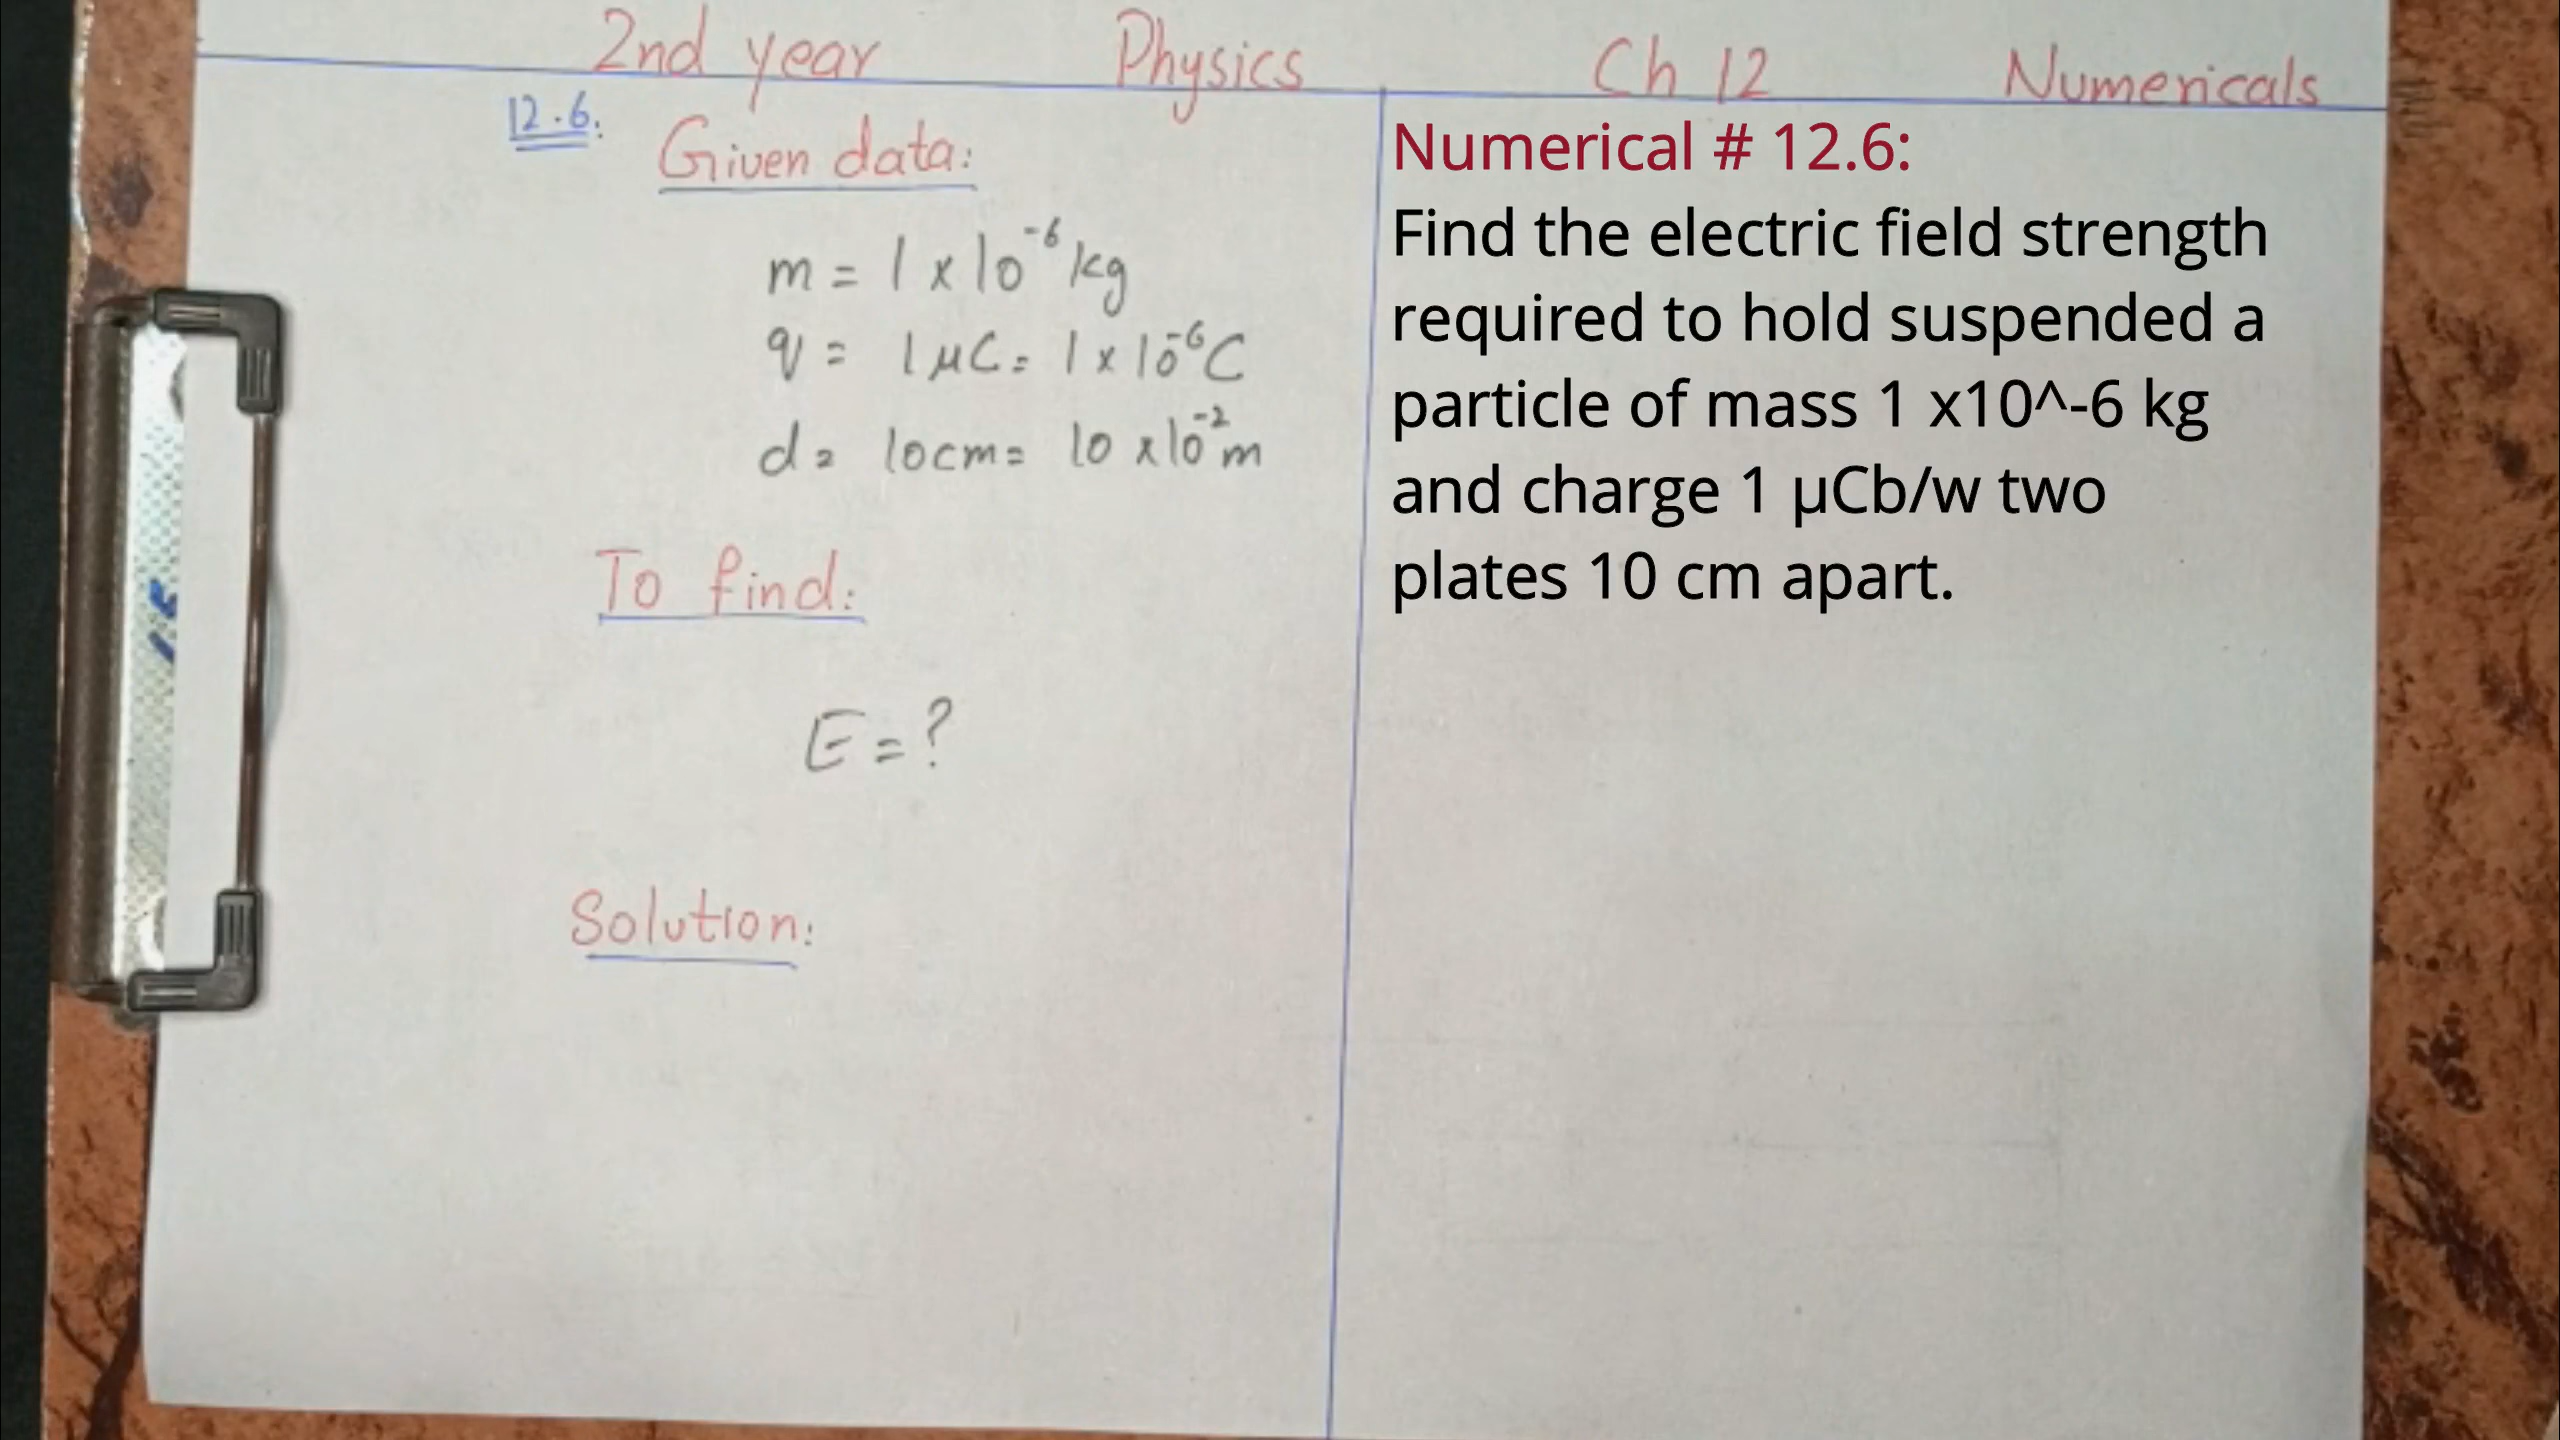 2nd year Physics Ch 12 Numericals
12.6:
Given data:
m = 1 x 10^-6 kg
q = 1 μC = 1 x 10^-6 C
d = 10cm = 10 x 10^-2 m
To find:
E = ?
Solution:
Numerical # 12.6:
Find the electric field strength
required to hold suspended a
particle of mass 1 x10^-6 kg
and charge 1 μCb/w two
plates 10 cm apart.